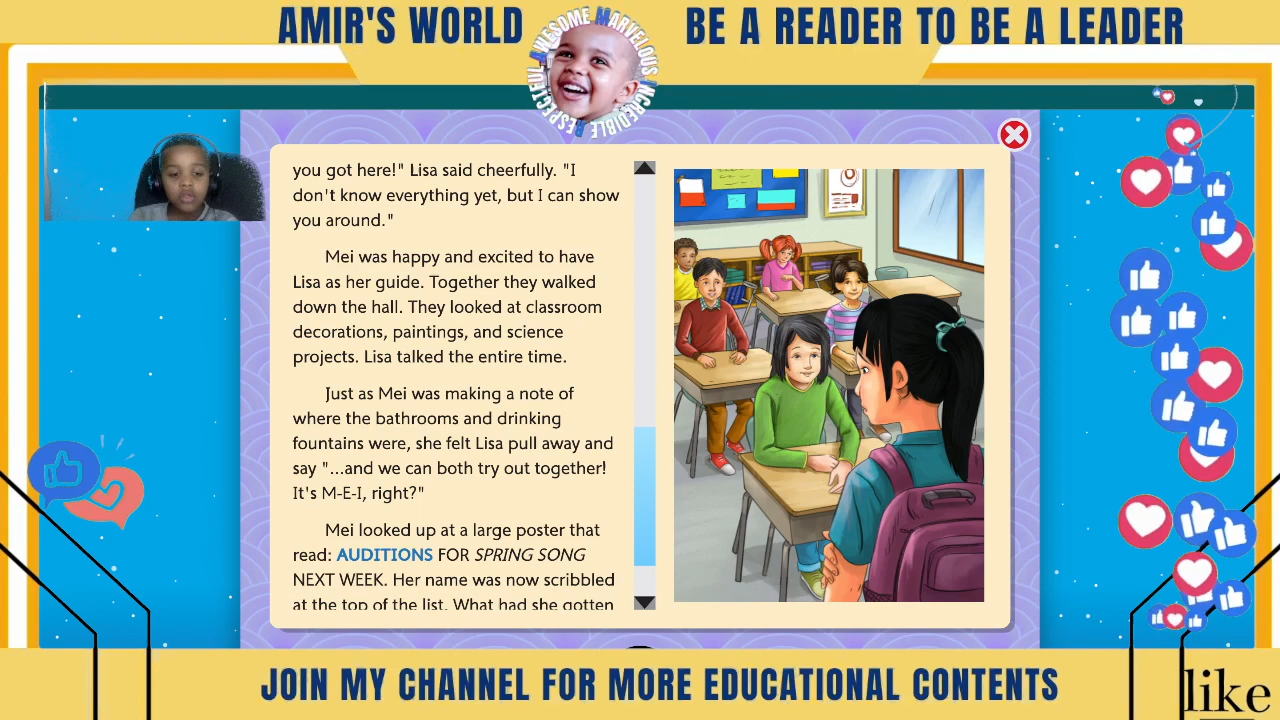 AMIR'S WORLD
BE A READER TO BE A LEADER
AWESOME MARVELOUS INCREDIBLE RESPECTFUL
you got here!" Lisa said cheerfully. "I
don't know everything yet, but I can show
you around."
Mei was happy and excited to have
Lisa as her guide. Together they walked
down the hall. They looked at classroom
decorations, paintings, and science
projects. Lisa talked the entire time.
Just as Mei was making a note of
where the bathrooms and drinking
fountains were, she felt Lisa pull away and
say "...and we can both try out together!
It's M-E-I, right?"
Mei looked up at a large poster that
read: AUDITIONS FOR SPRING SONG
NEXT WEEK. Her name was now scribbled
at the top of the list. What had she gotten
JOIN MY CHANNEL FOR MORE EDUCATIONAL CONTENTS
like